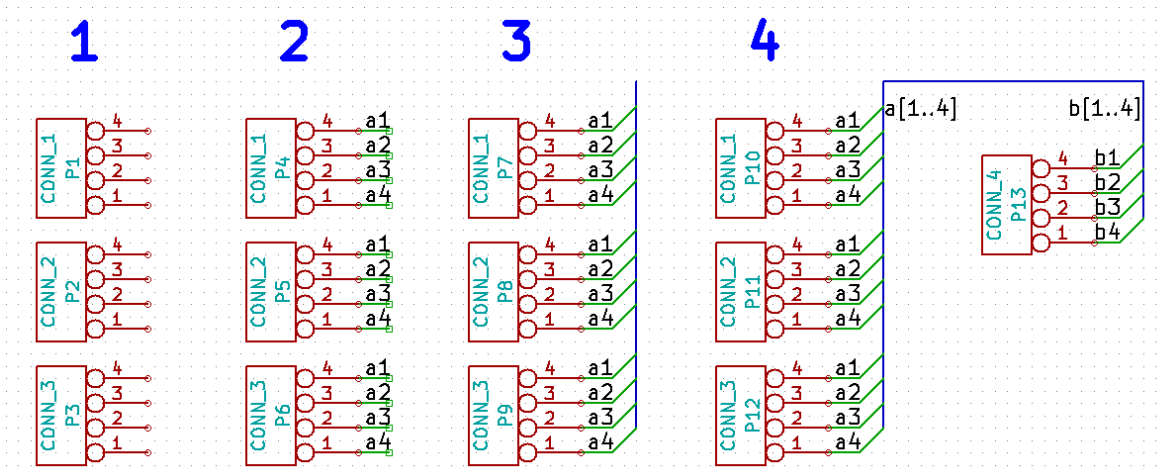 1 2 3 4
a[1..4] b[1..4]
CONN_1
P1
4
3
2
1
CONN_2
P2
4
3
2
1
CONN_3
P3
4
3
2
1
CONN_1
P4
4 a1
3 a2
2 a3
1 a4
CONN_2
P5
4 a1
3 a2
2 a3
1 a4
CONN_3
P6
4 a1
3 a2
2 a3
1 a4
CONN_1
P7
4 a1
3 a2
2 a3
1 a4
CONN_2
P8
4 a1
3 a2
2 a3
1 a4
CONN_3
P9
4 a1
3 a2
2 a3
1 a4
CONN_1
P10
4 a1
3 a2
2 a3
1 a4
CONN_2
P11
4 a1
3 a2
2 a3
1 a4
CONN_3
P12
4 a1
3 a2
2 a3
1 a4
CONN_4
P13
4 b1
3 b2
2 b3
1 b4